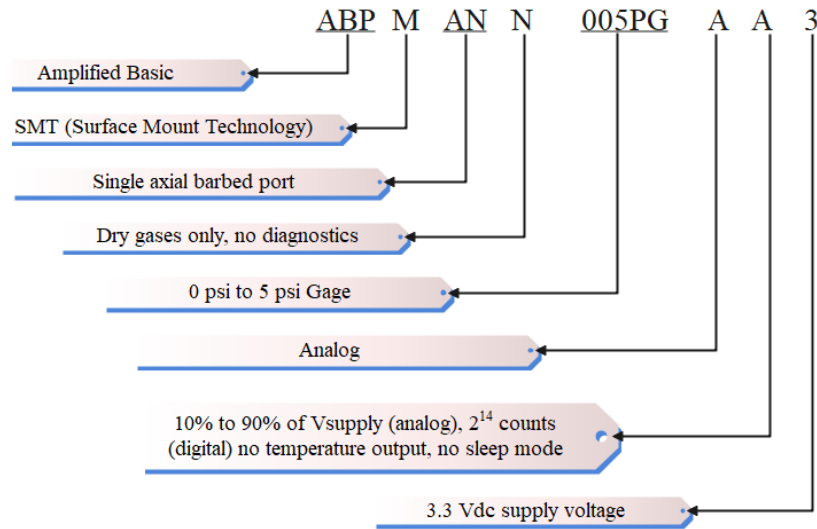 ABP M AN N 005PG A A 3
Amplified Basic
SMT (Surface Mount Technology)
Single axial barbed port
Dry gases only, no diagnostics
0 psi to 5 psi Gage
Analog
10% to 90% of Vsupply (analog), 2¹⁴ counts
(digital) no temperature output, no sleep mode
3.3 Vdc supply voltage